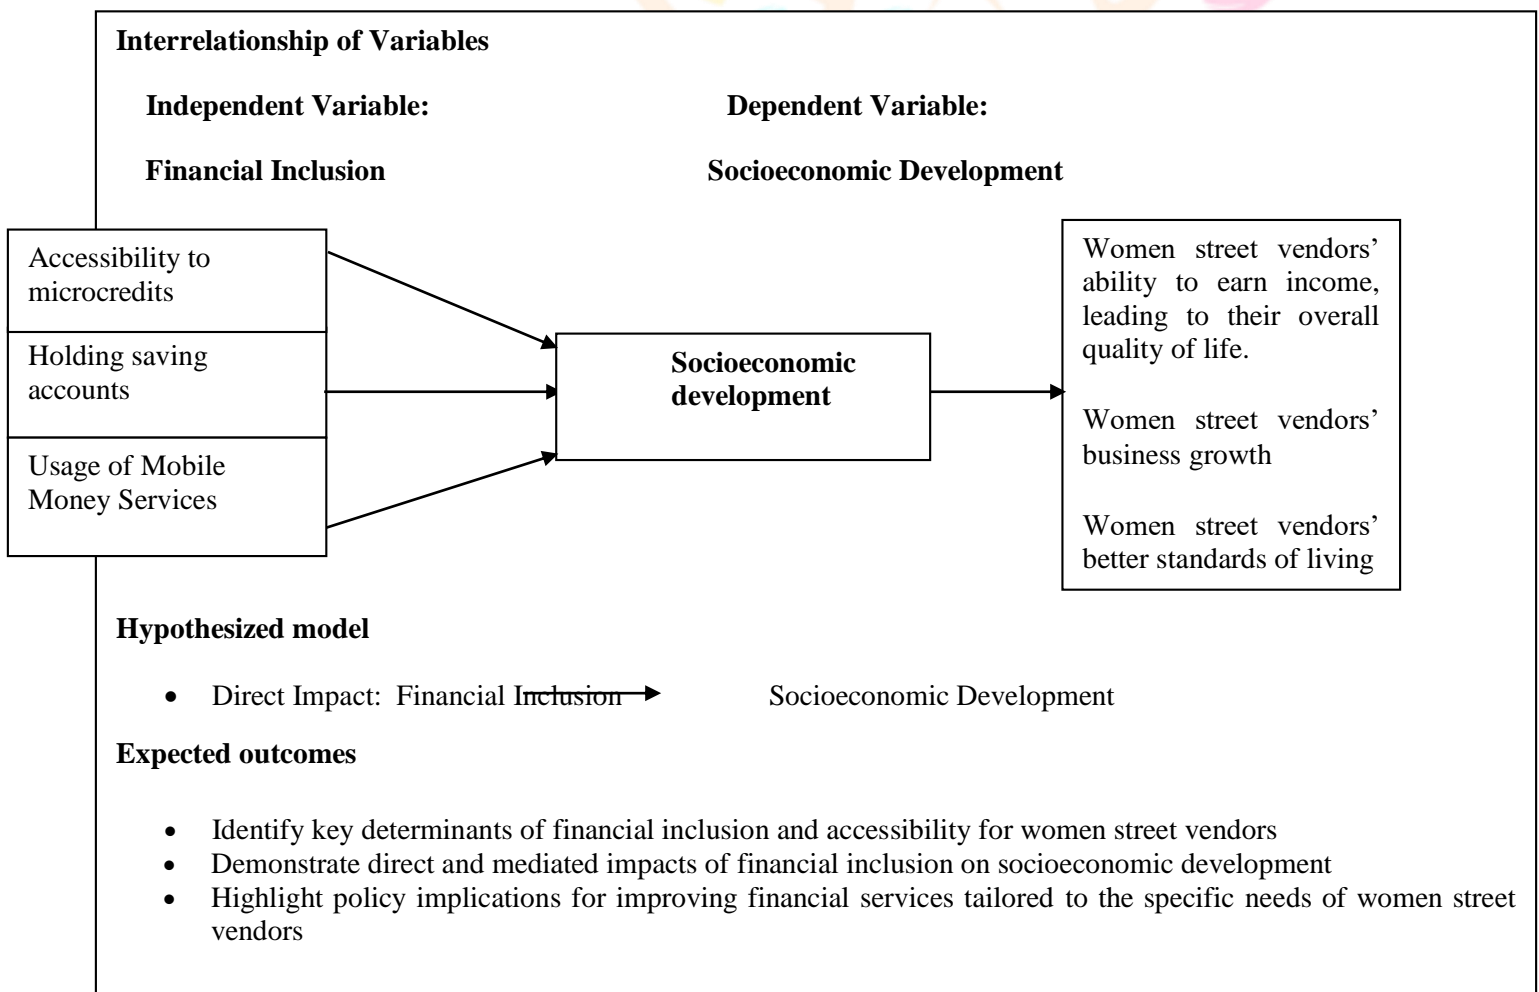 Interrelationship of Variables
Independent Variable: Dependent Variable:
Financial Inclusion Socioeconomic Development
Accessibility to
microcredits
Holding saving
accounts
Usage of Mobile
Money Services
Socioeconomic
development
Women street vendors’
ability to earn income,
leading to their overall
quality of life.
Women street vendors’
business growth
Women street vendors’
better standards of living
Hypothesized model
• Direct Impact: Financial Inclusion Socioeconomic Development
Expected outcomes
• Identify key determinants of financial inclusion and accessibility for women street vendors
• Demonstrate direct and mediated impacts of financial inclusion on socioeconomic development
• Highlight policy implications for improving financial services tailored to the specific needs of women street
vendors